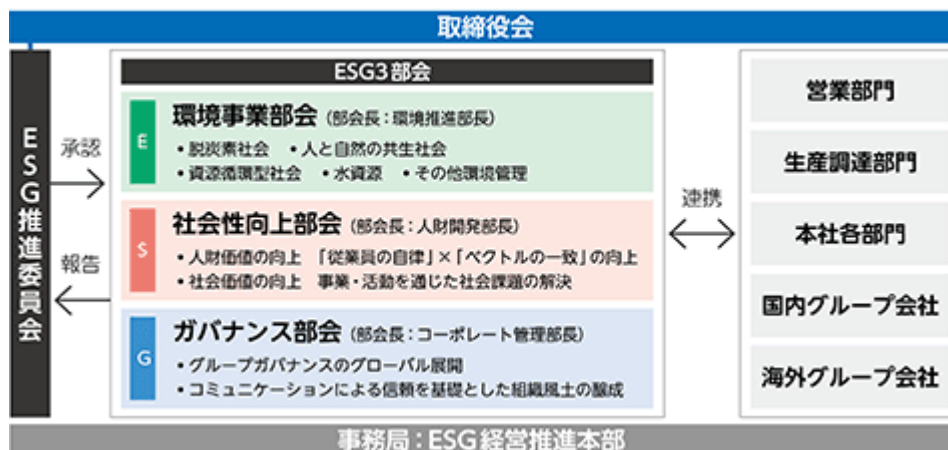 取締役会
ESG推進委員会
承認
報告
ESG3部会
E
環境事業部会（部会長：環境推進部長）
・脱炭素社会 ・人と自然の共生社会
・資源循環型社会 ・水資源 ・その他環境管理
S
社会性向上部会（部会長：人財開発部長）
・人財価値の向上 「従業員の自律」×「ベクトルの一致」の向上
・社会価値の向上 事業・活動を通じた社会課題の解決
G
ガバナンス部会（部会長：コーポレート管理部長）
・グループガバナンスのグローバル展開
・コミュニケーションによる信頼を基礎とした組織風土の醸成
連携
営業部門
生産調達部門
本社各部門
国内グループ会社
海外グループ会社
事務局：ESG経営推進本部